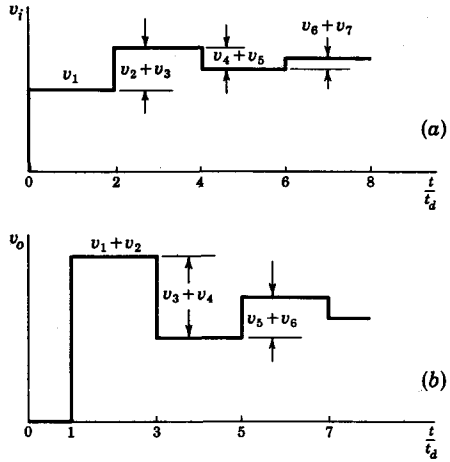 v_i
v_1
v_2 + v_3
v_4 + v_5
v_6 + v_7
(a)
0 2 4 6 8 t/t_d
v_o
v_1 + v_2
v_3 + v_4
v_5 + v_6
(b)
0 1 3 5 7 t/t_d